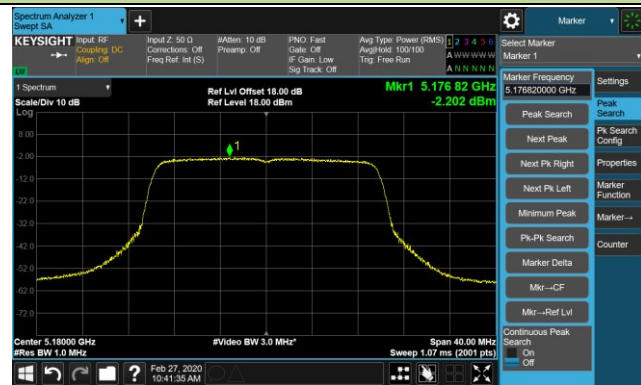 Spectrum Analyzer 1
Swept SA
+
Marker
KEYSIGHT
Input: RF
Coupling: DC
Align: Off
Input Z: 50 Ω
Corrections: Off
Freq Ref: Int (S)
#Atten: 10 dB
Preamp: Off
PNO: Fast
Gate: Off
IF Gain: Low
Sig Track: Off
Avg Type: Power (RMS)
Avg|Hold: 100/100
Trig: Free Run
1 2 3 4 5 6
A W W W W W
A N N N N N
Select Marker
Marker 1
1 Spectrum
Scale/Div 10 dB
Log
Ref Lvl Offset 18.00 dB
Ref Level 18.00 dBm
Mkr1 5.176 82 GHz
-2.202 dBm
8.00
-2.00
-12.0
-22.0
-32.0
-42.0
-52.0
-62.0
-72.0
1
Center 5.18000 GHz
#Res BW 1.0 MHz
#Video BW 3.0 MHz*
Span 40.00 MHz
Sweep 1.07 ms (2001 pts)
Marker Frequency
5.176820000 GHz
Peak Search
Next Peak
Next Pk Right
Next Pk Left
Minimum Peak
Pk-Pk Search
Marker Delta
Mkr→CF
Mkr→Ref Lvl
Continuous Peak
Search
On
Off
Settings
Peak
Search
Pk Search
Config
Properties
Marker
Function
Marker→
Counter
?
Feb 27, 2020
10:41:35 AM